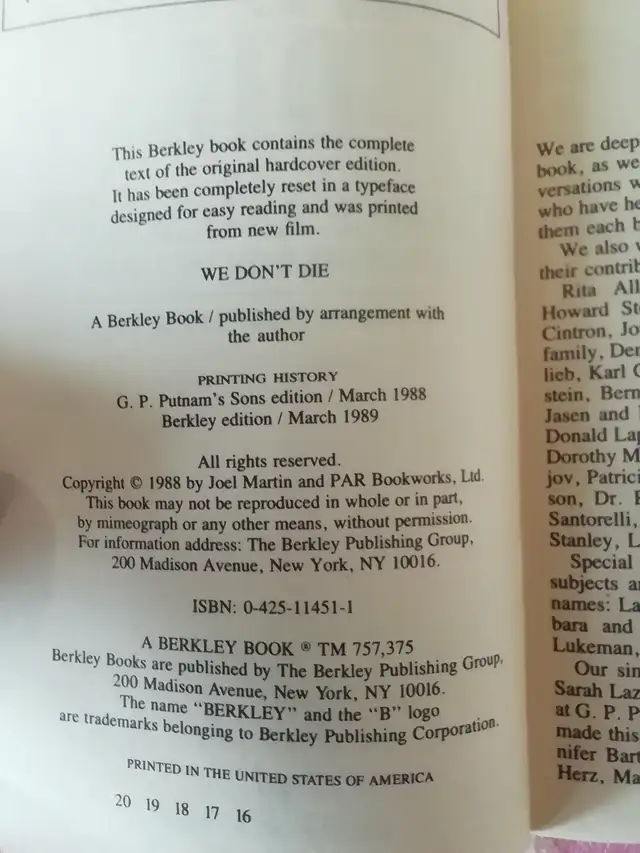 This Berkley book contains the complete
text of the original hardcover edition.
It has been completely reset in a typeface
designed for easy reading and was printed
from new film.
WE DON'T DIE
A Berkley Book / published by arrangement with
the author
PRINTING HISTORY
G. P. Putnam's Sons edition / March 1988
Berkley edition / March 1989
All rights reserved.
Copyright © 1988 by Joel Martin and PAR Bookworks, Ltd.
This book may not be reproduced in whole or in part,
by mimeograph or any other means, without permission.
For information address: The Berkley Publishing Group,
200 Madison Avenue, New York, NY 10016.
ISBN: 0-425-11451-1
A BERKLEY BOOK ® TM 757,375
Berkley Books are published by The Berkley Publishing Group,
200 Madison Avenue, New York, NY 10016.
The name "BERKLEY" and the "B" logo
are trademarks belonging to Berkley Publishing Corporation.
PRINTED IN THE UNITED STATES OF AMERICA
20 19 18 17 16
We are deep
book, as we
versations w
who have he
them each b
We also
their contrib
Rita All
Howard St
Cintron, Jo
family, Der
lieb, Karl
stein, Bern
Jasen and
Donald Lap
Dorothy M
jov, Patrici
son, Dr.
Santorelli,
Stanley, L
Special
subjects a
names: La
bara and
Lukeman,
Our sin
Sarah Laz
at G. P. P
made this
nifer Bart
Herz, Ma